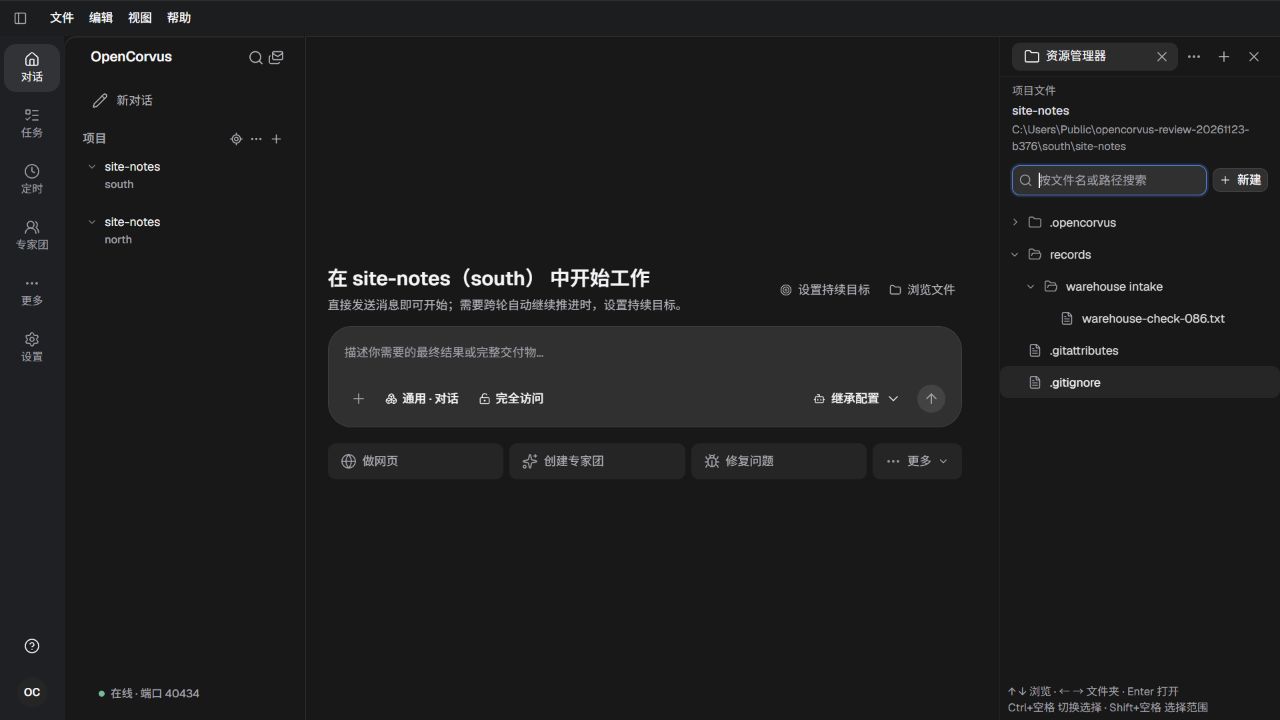 文件 编辑 视图 帮助
对话
任务
定时
专家团
更多
设置
OC
OpenCorvus
新对话
项目
site-notes
south
site-notes
north
在线 · 端口 40434
在 site-notes（south） 中开始工作
直接发送消息即可开始；需要跨轮自动继续推进时，设置持续目标。
设置持续目标 浏览文件
描述你需要的最终结果或完整交付物…
通用 · 对话 完全访问 继承配置
做网页 创建专家团 修复问题 更多
资源管理器
项目文件
site-notes
C:\Users\Public\opencorvus-review-20261123-
b376\south\site-notes
按文件名或路径搜索 新建
.opencorvus
records
warehouse intake
warehouse-check-086.txt
.gitattributes
.gitignore
↑↓ 浏览 · ←→ 文件夹 · Enter 打开
Ctrl+空格 切换选择 · Shift+空格 选择范围